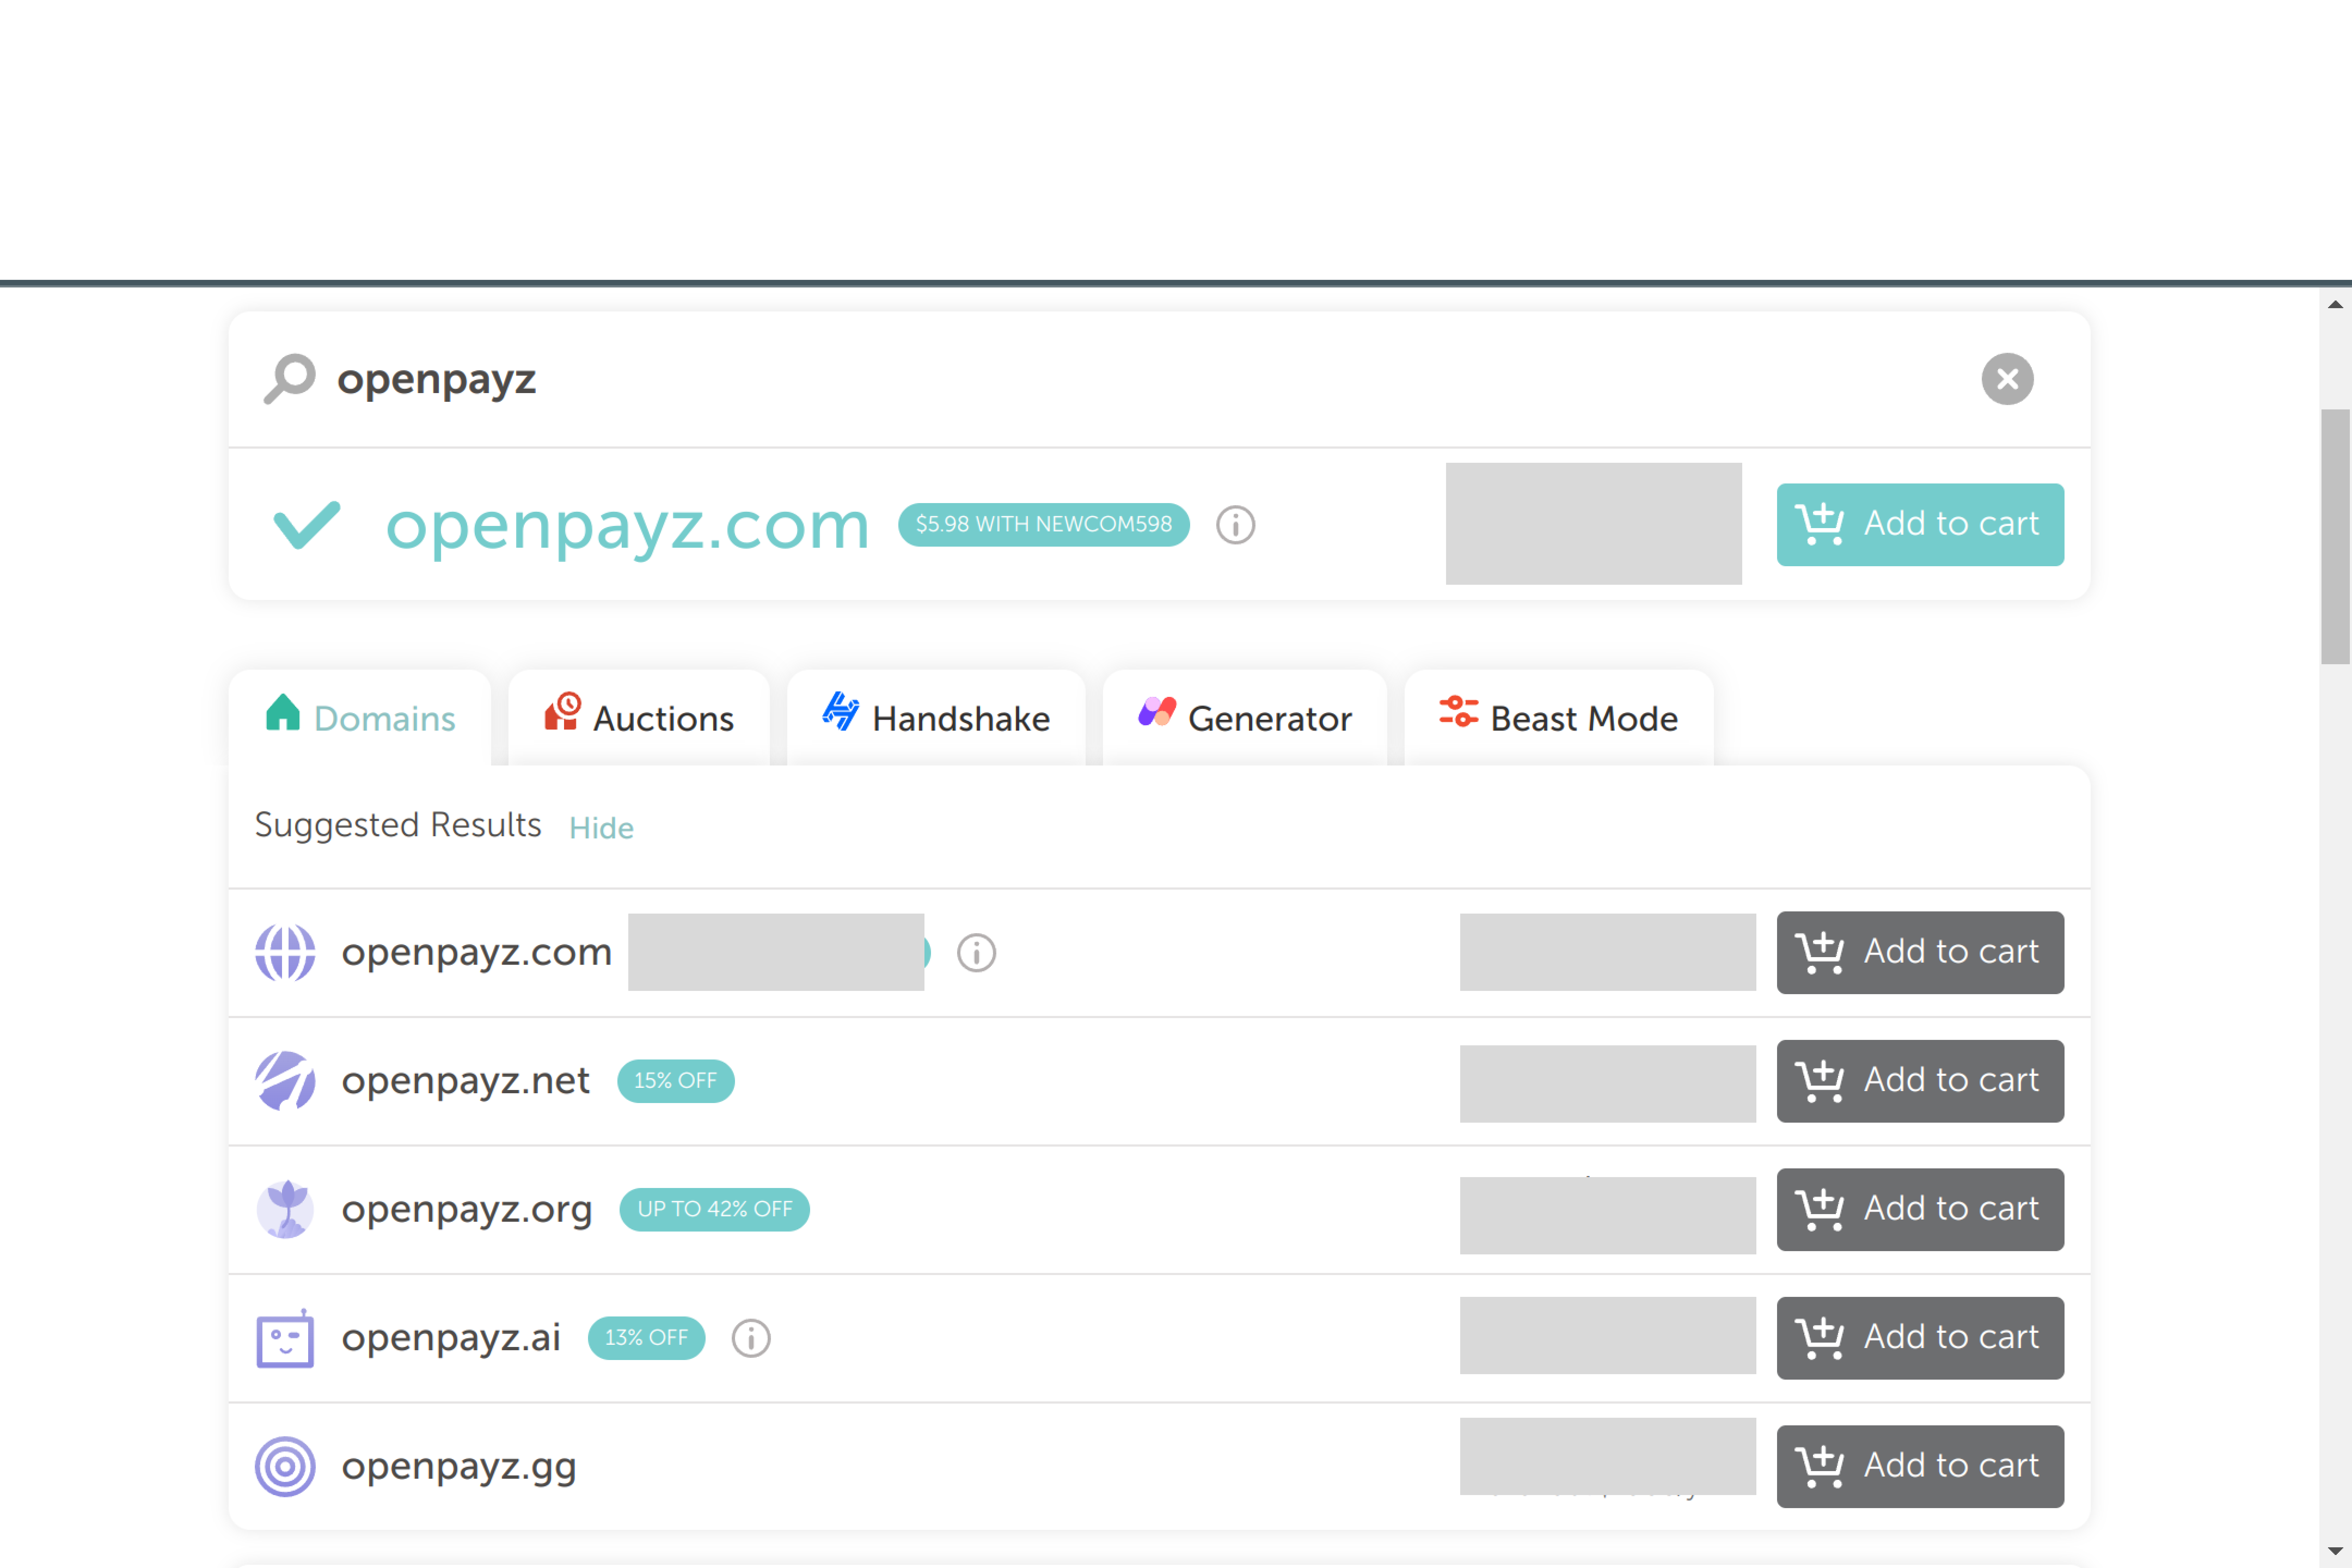 openpayz
openpayz.com $5.98 WITH NEWCOM598 Add to cart
Domains Auctions Handshake Generator Beast Mode
Suggested Results Hide
openpayz.com Add to cart
openpayz.net 15% OFF Add to cart
openpayz.org UP TO 42% OFF Add to cart
openpayz.ai 13% OFF Add to cart
openpayz.gg Add to cart